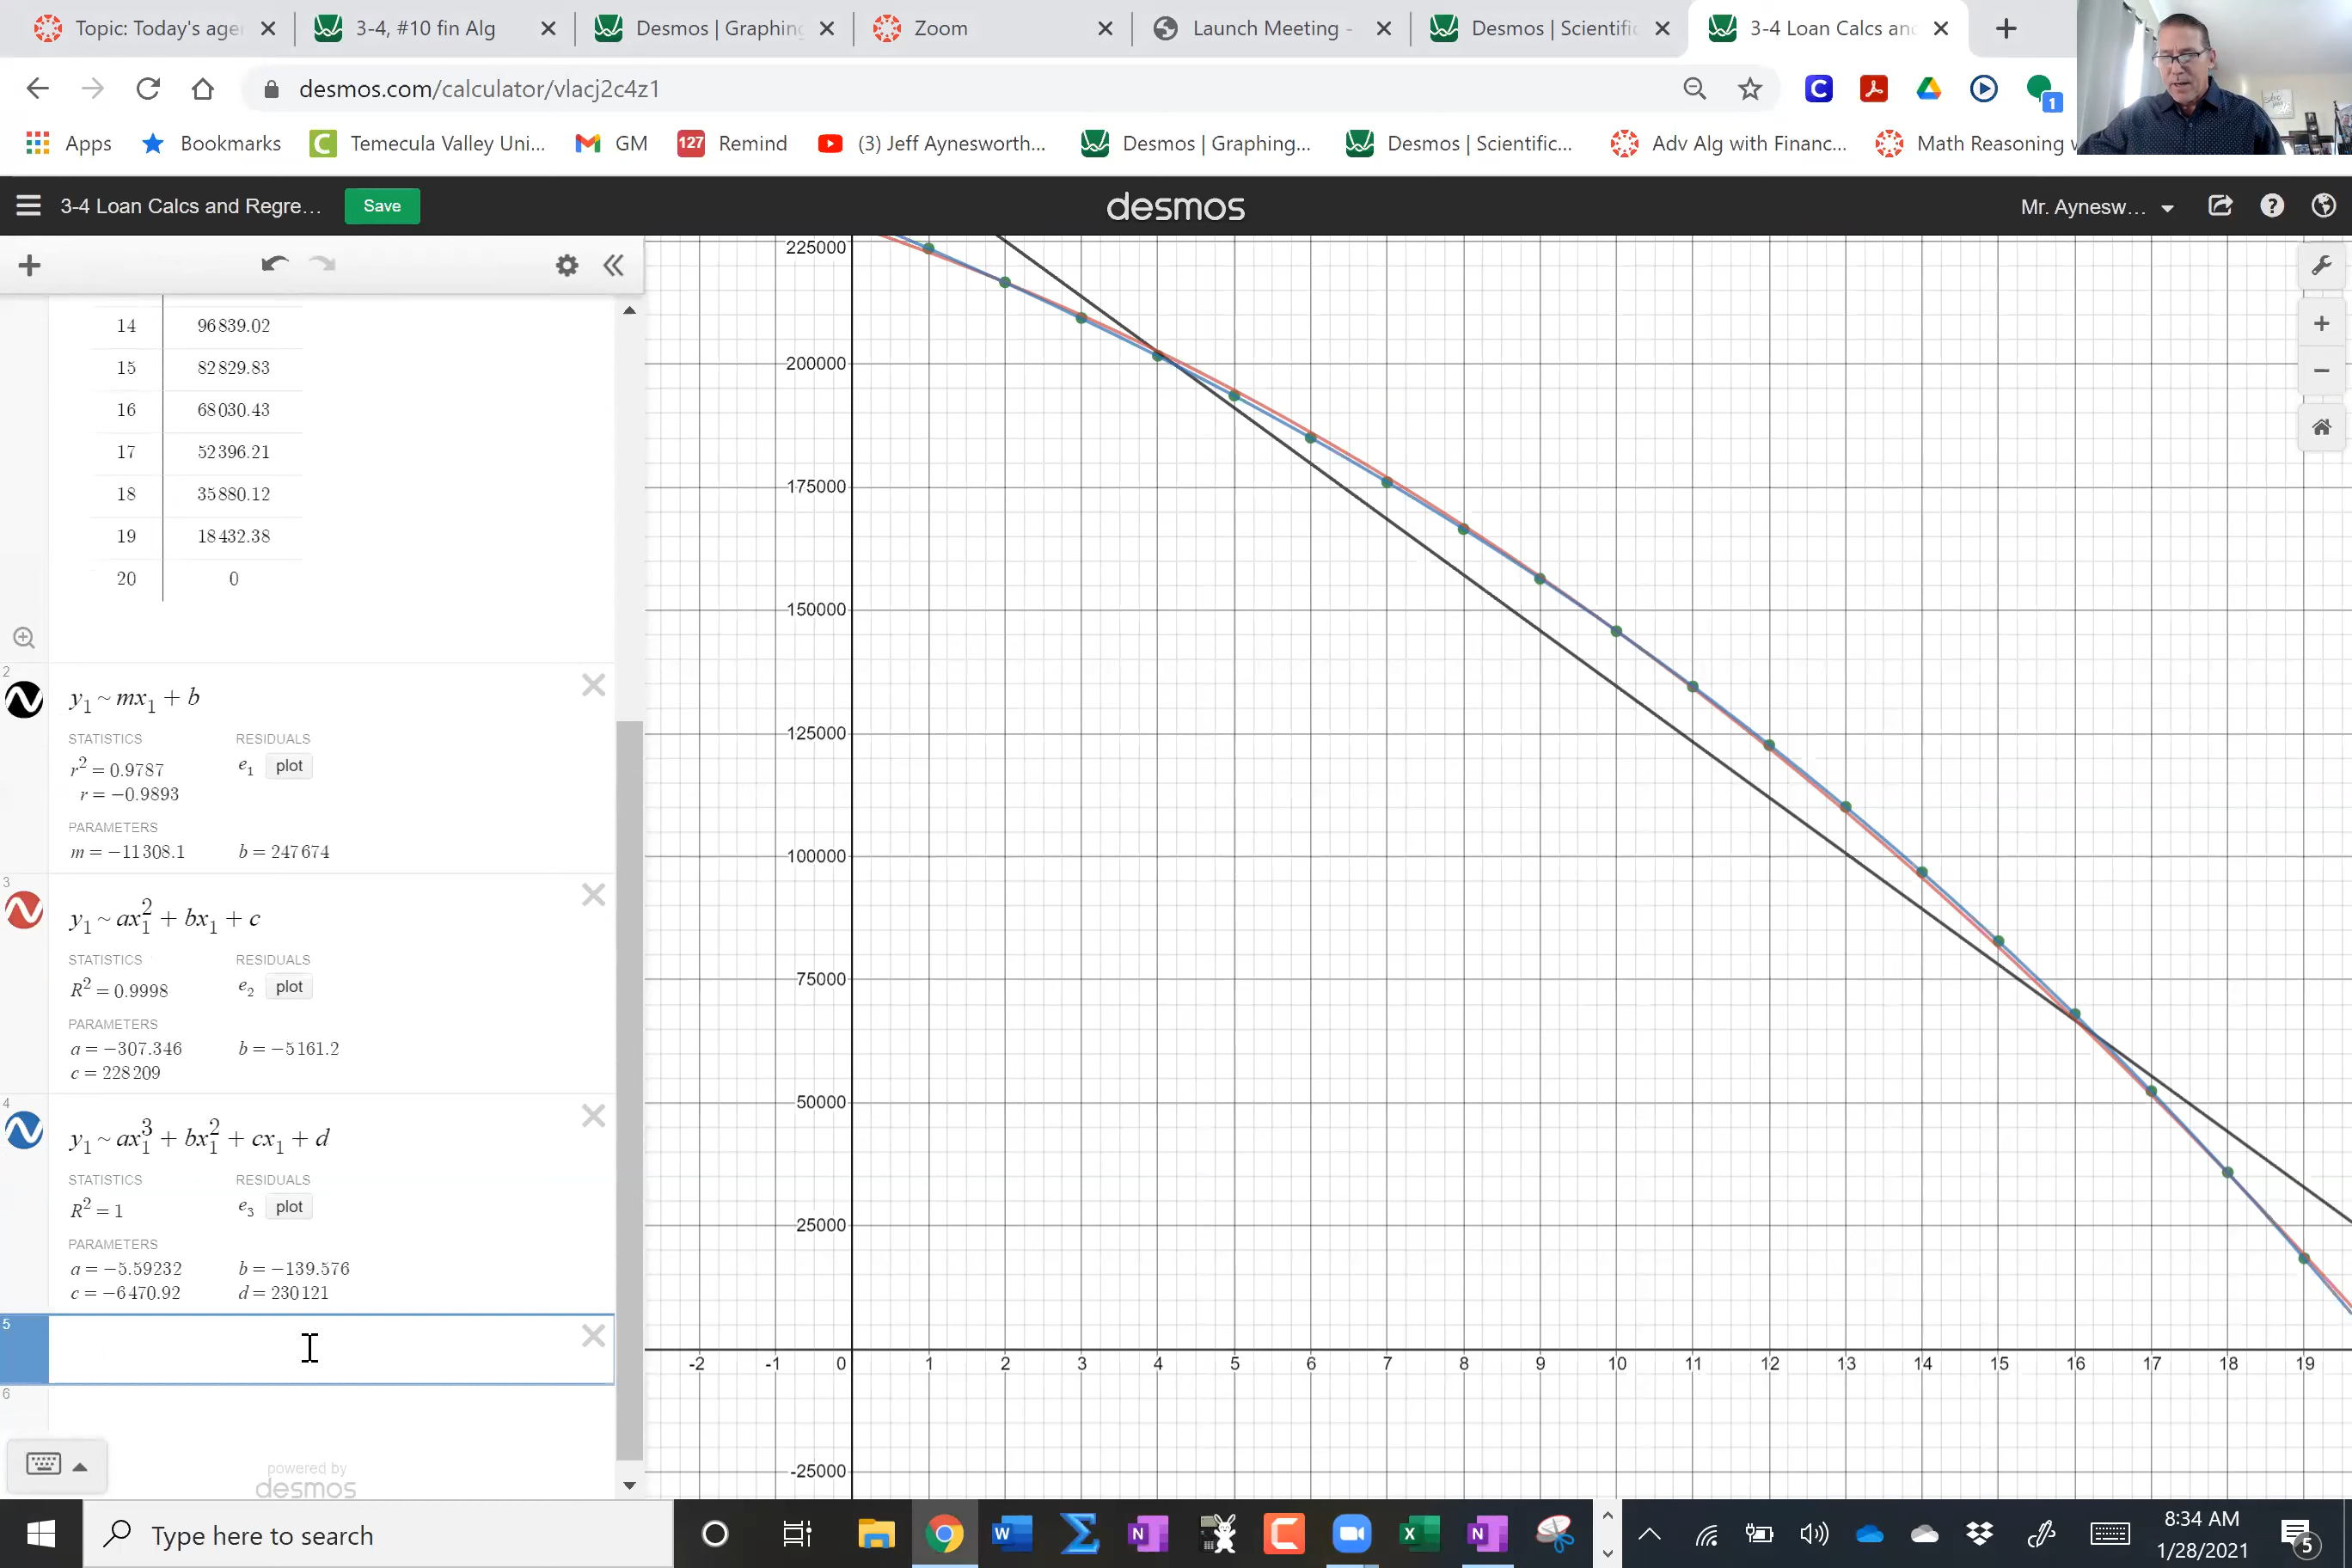 Topic: Today's age
3-4, #10 fin Alg
Desmos | Graphing
Zoom
Launch Meeting -
Desmos | Scientific
3-4 Loan Calcs and
desmos.com/calculator/vlacj2c4z1
C
1
Apps
Bookmarks
C
Temecula Valley Uni...
GM
127
Remind
(3) Jeff Aynesworth...
Desmos | Graphing...
Desmos | Scientific...
Adv Alg with Financ...
Math Reasoning
3-4 Loan Calcs and Regre...
Save
desmos
Mr. Aynesw...
14 96839.02
15 82829.83
16 68030.43
17 52396.21
18 35880.12
19 18432.38
20 0
2
y₁ ~ mx₁ + b
STATISTICS RESIDUALS
r² = 0.9787 e₁ plot
r = −0.9893
PARAMETERS
m = −11308.1 b = 247674
3
y₁ ~ ax₁² + bx₁ + c
STATISTICS RESIDUALS
R² = 0.9998 e₂ plot
PARAMETERS
a = −307.346 b = −5161.2
c = 228209
4
y₁ ~ ax₁³ + bx₁² + cx₁ + d
STATISTICS RESIDUALS
R² = 1 e₃ plot
PARAMETERS
a = −5.59232 b = −139.576
c = −6470.92 d = 230121
5
6
powered by
desmos
225000
200000
175000
150000
125000
100000
75000
50000
25000
-2 -1 0 1 2 3 4 5 6 7 8 9 10 11 12 13 14 15 16 17 18 19
-25000
Type here to search
W
N
C
X
N
8:34 AM
1/28/2021
5